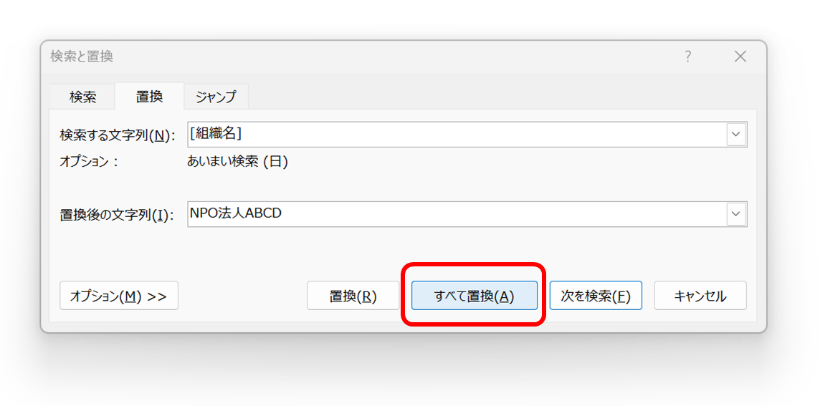 検索と置換 ?
検索 置換 ジャンプ
検索する文字列(N): [組織名]
オプション : あいまい検索 (日)
置換後の文字列(I): NPO法人ABCD
オプション(M) >> 置換(R) すべて置換(A) 次を検索(F) キャンセル